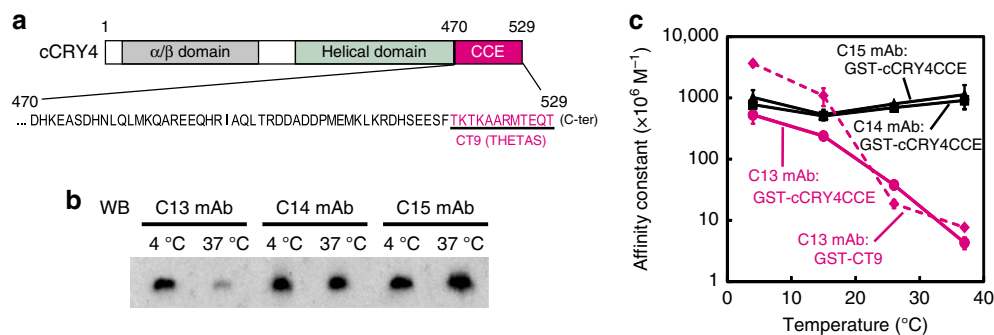 a
1 470 529
cCRY4 α/β domain Helical domain CCE
470 529
... DHKEASDHNLQLMKQAREEQHRIAQLTRDDADDPMEMKLKRDHSEESFTKTKAARMTEQT (C-ter)
CT9 (THETAS)
b
WB C13 mAb C14 mAb C15 mAb
4 °C 37 °C 4 °C 37 °C 4 °C 37 °C
c
Affinity constant (×10⁶ M⁻¹)
10,000
1000
100
10
1
C15 mAb:
GST-cCRY4CCE
C14 mAb:
GST-cCRY4CCE
C13 mAb:
GST-cCRY4CCE
C13 mAb:
GST-CT9
0 10 20 30 40
Temperature (°C)